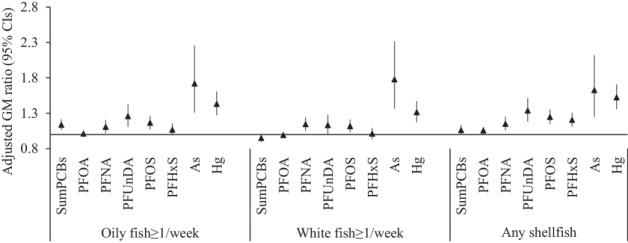 Adjusted GM ratio (95% CIs)
2.8
2.3
1.8
1.3
0.8
SumPCBs PFOA PFNA PFUnDA PFOS PFHxS As Hg SumPCBs PFOA PFNA PFUnDA PFOS PFHxS As Hg SumPCBs PFOA PFNA PFUnDA PFOS PFHxS As Hg
Oily fish≥1/week White fish≥1/week Any shellfish